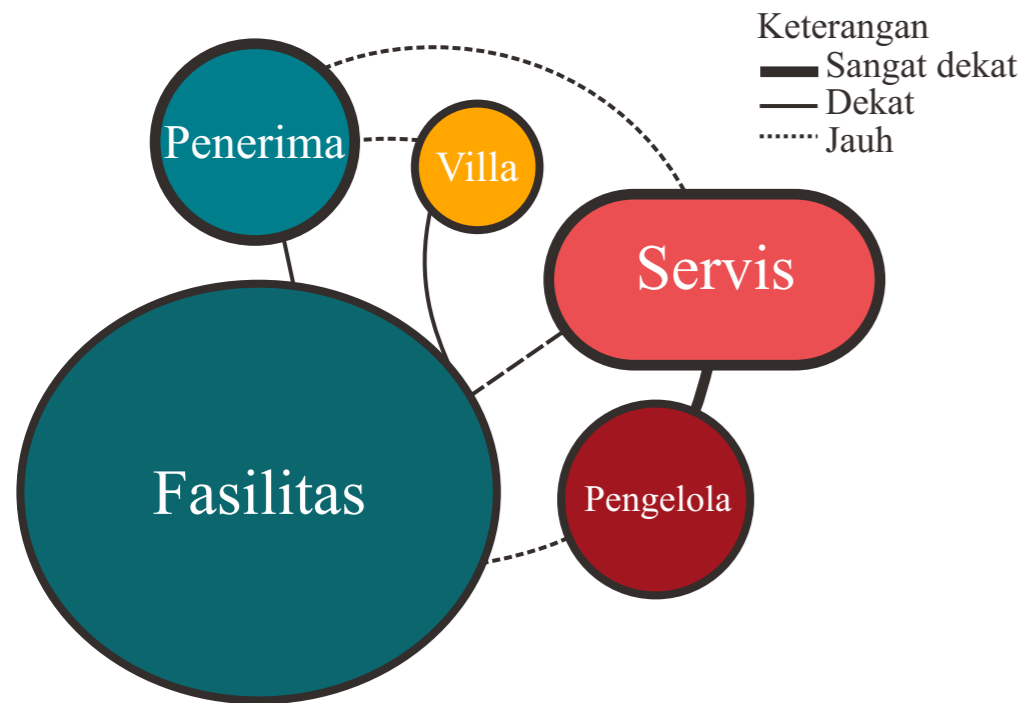 Keterangan
Sangat dekat
Dekat
Jauh
Penerima
Villa
Servis
Fasilitas
Pengelola